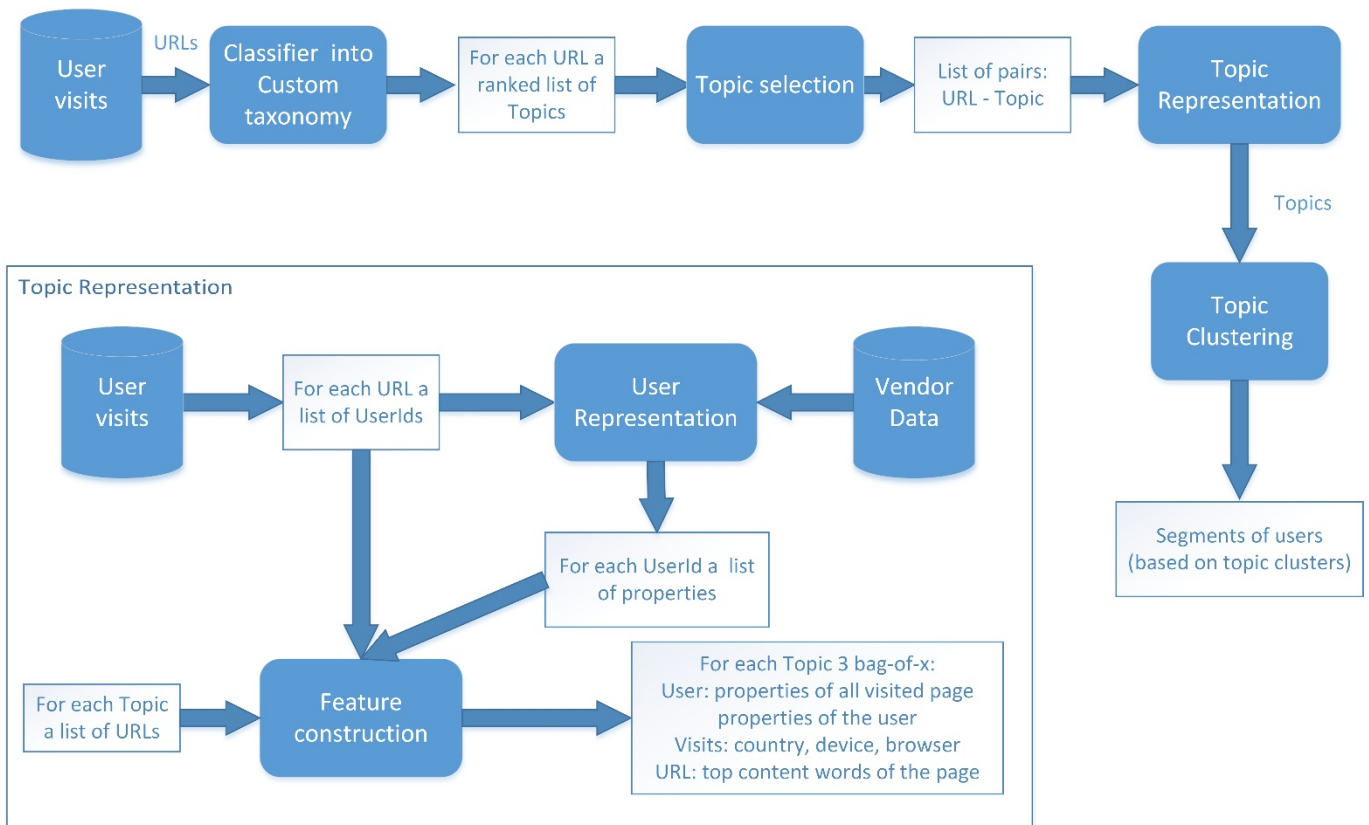 User
visits
URLs
Classifier into
Custom
taxonomy
For each URL a
ranked list of
Topics
Topic selection
List of pairs:
URL - Topic
Topic
Representation
Topics
Topic
Clustering
Segments of users
(based on topic clusters)
Topic Representation
User
visits
For each URL a
list of UserIds
User
Representation
Vendor
Data
For each UserId a list
of properties
For each Topic
a list of URLs
Feature
construction
For each Topic 3 bag-of-x:
User: properties of all visited page
properties of the user
Visits: country, device, browser
URL: top content words of the page